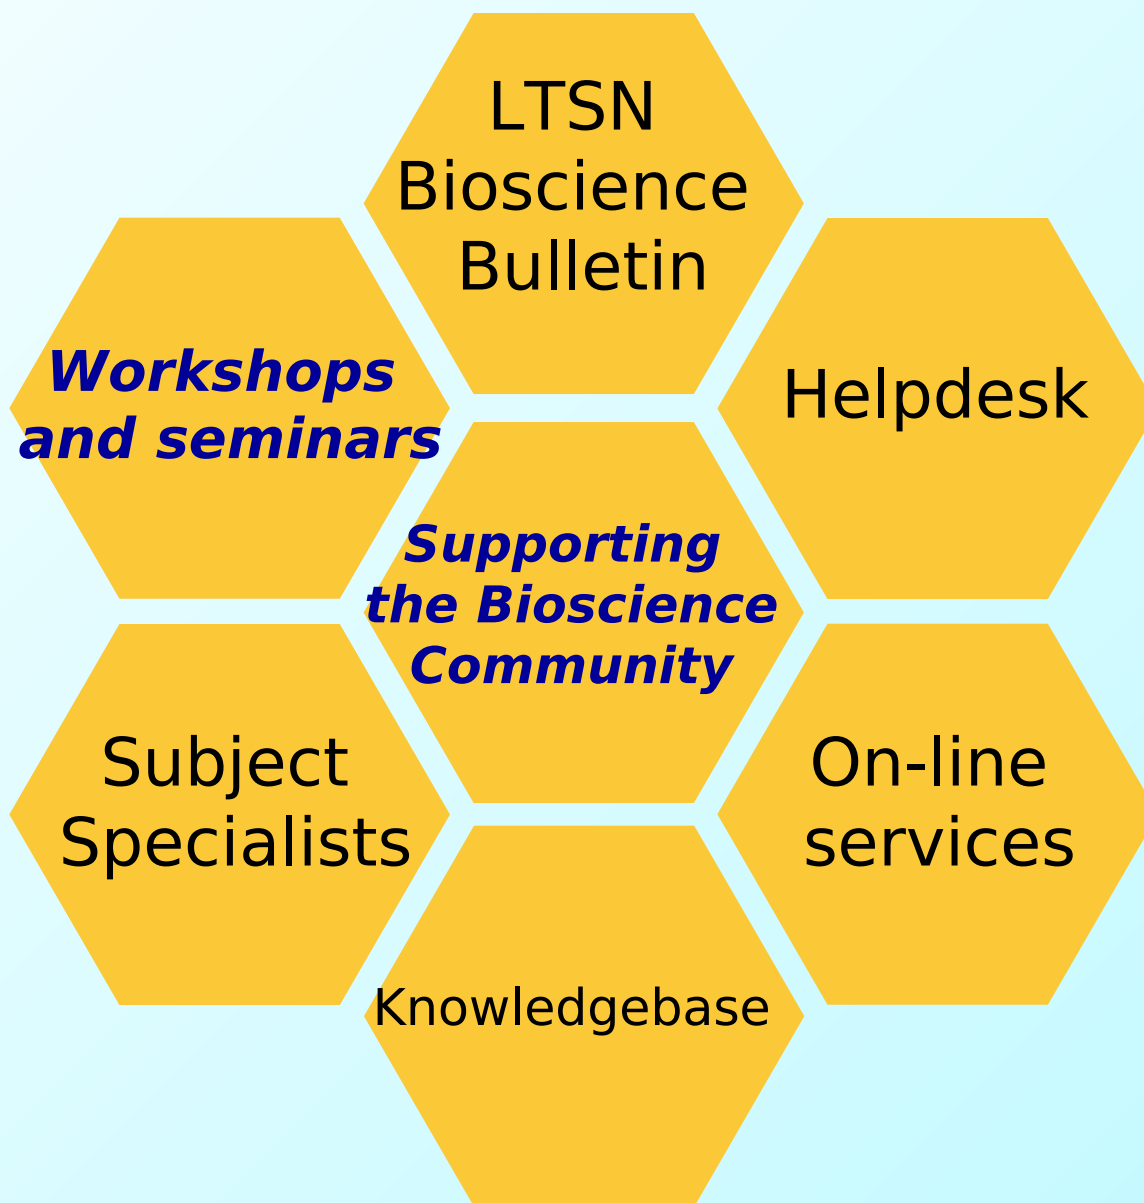 LTSN
Bioscience
Bulletin
Workshops
and seminars
Helpdesk
Supporting
the Bioscience
Community
Subject
Specialists
On-line
services
Knowledgebase